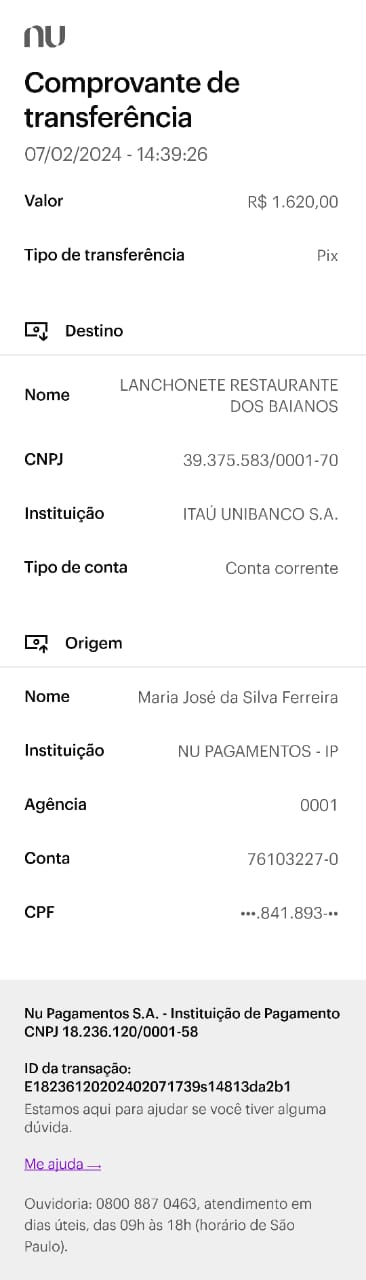 nu
Comprovante de
transferência
07/02/2024 - 14:39:26
Valor R$ 1.620,00
Tipo de transferência Pix
Destino
Nome LANCHONETE RESTAURANTE
DOS BAIANOS
CNPJ 39.375.583/0001-70
Instituição ITAÚ UNIBANCO S.A.
Tipo de conta Conta corrente
Origem
Nome Maria José da Silva Ferreira
Instituição NU PAGAMENTOS - IP
Agência 0001
Conta 76103227-0
CPF •••.841.893-••
Nu Pagamentos S.A. - Instituição de Pagamento
CNPJ 18.236.120/0001-58
ID da transação:
E18236120202402071739s14813da2b1
Estamos aqui para ajudar se você tiver alguma
dúvida.
Me ajuda →
Ouvidoria: 0800 887 0463, atendimento em
dias úteis, das 09h às 18h (horário de São
Paulo).